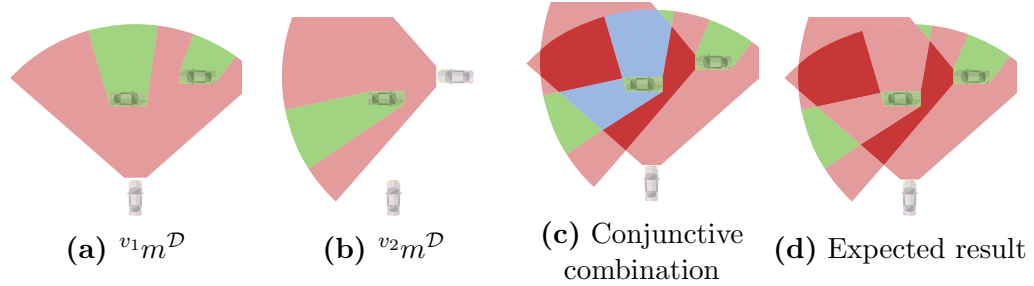 (a) ᵛ¹m𝒟
(b) ᵛ²m𝒟
(c) Conjunctive
combination
(d) Expected result